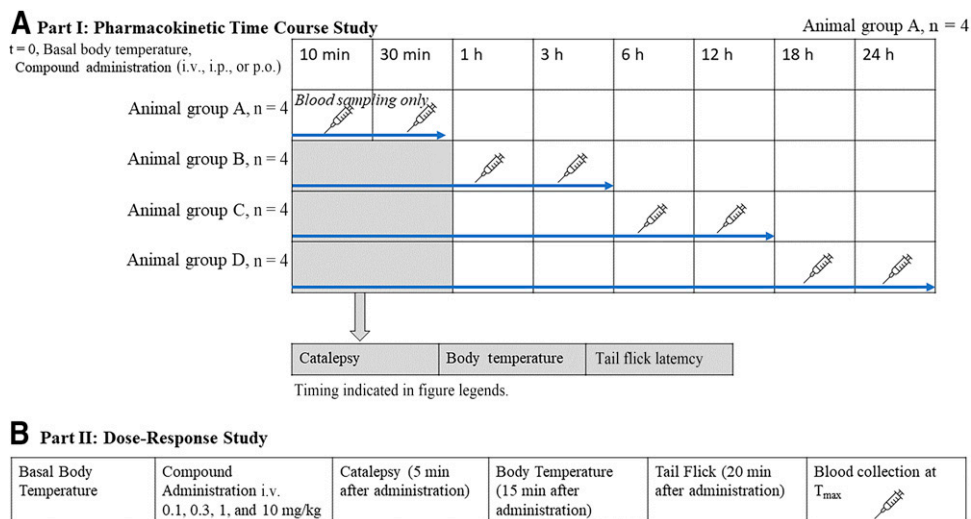 A Part I: Pharmacokinetic Time Course Study
Animal group A, n = 4
t = 0, Basal body temperature,
Compound administration (i.v., i.p., or p.o.)
10 min 30 min 1 h 3 h 6 h 12 h 18 h 24 h
Animal group A, n = 4 Blood sampling only
Animal group B, n = 4
Animal group C, n = 4
Animal group D, n = 4
Catalepsy Body temperature Tail flick latemcy
Timing indicated in figure legends.
B Part II: Dose-Response Study
Basal Body
Temperature
Compound
Administration i.v.
0.1, 0.3, 1, and 10 mg/kg
Catalepsy (5 min
after administration)
Body Temperature
(15 min after
administration)
Tail Flick (20 min
after administration)
Blood collection at
Tmax